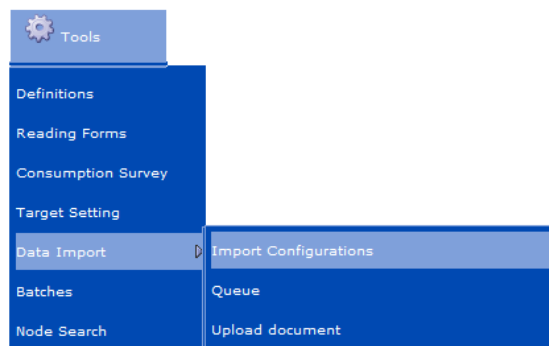 Tools
Definitions
Reading Forms
Consumption Survey
Target Setting
Data Import
Import Configurations
Batches
Queue
Node Search
Upload document